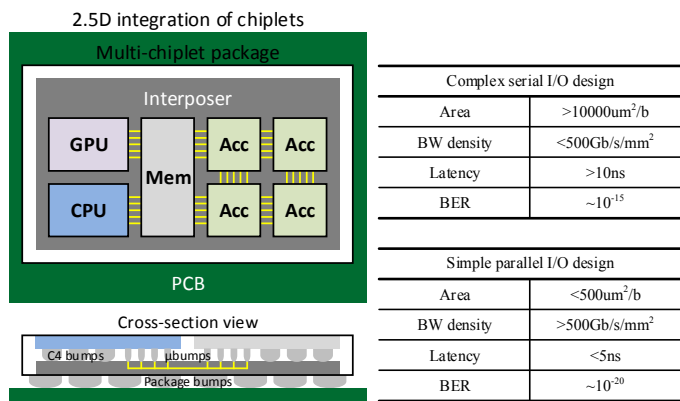 2.5D integration of chiplets
Multi-chiplet package
Interposer
GPU
Mem
Acc
Acc
CPU
Acc
Acc
PCB
Cross-section view
C4 bumps
μbumps
Package bumps
Complex serial I/O design
Area >10000um²/b
BW density <500Gb/s/mm²
Latency >10ns
BER ~10⁻¹⁵
Simple parallel I/O design
Area <500um²/b
BW density >500Gb/s/mm²
Latency <5ns
BER ~10⁻²⁰